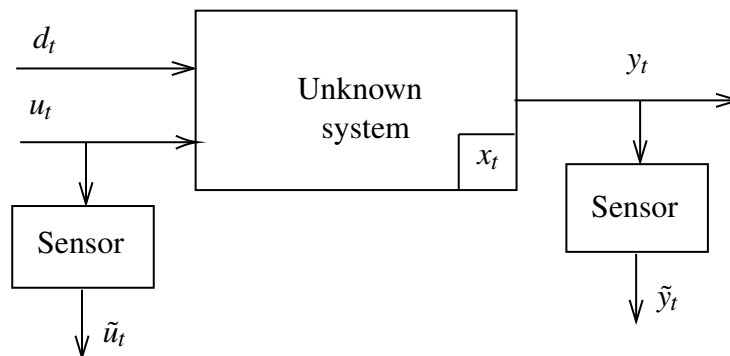 d_t
y_t
Unknown
system
u_t
x_t
Sensor
Sensor
ũ_t
ỹ_t